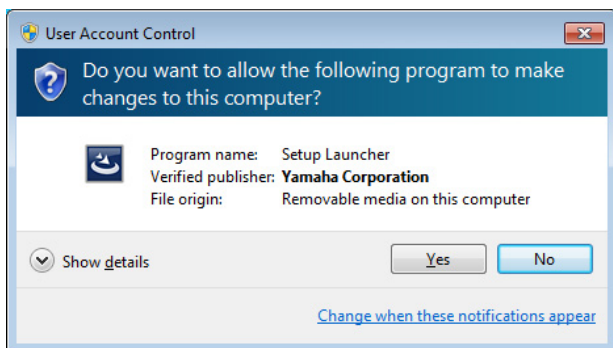 User Account Control
Do you want to allow the following program to make
changes to this computer?
Program name: Setup Launcher
Verified publisher: Yamaha Corporation
File origin: Removable media on this computer
Show details
Yes
No
Change when these notifications appear